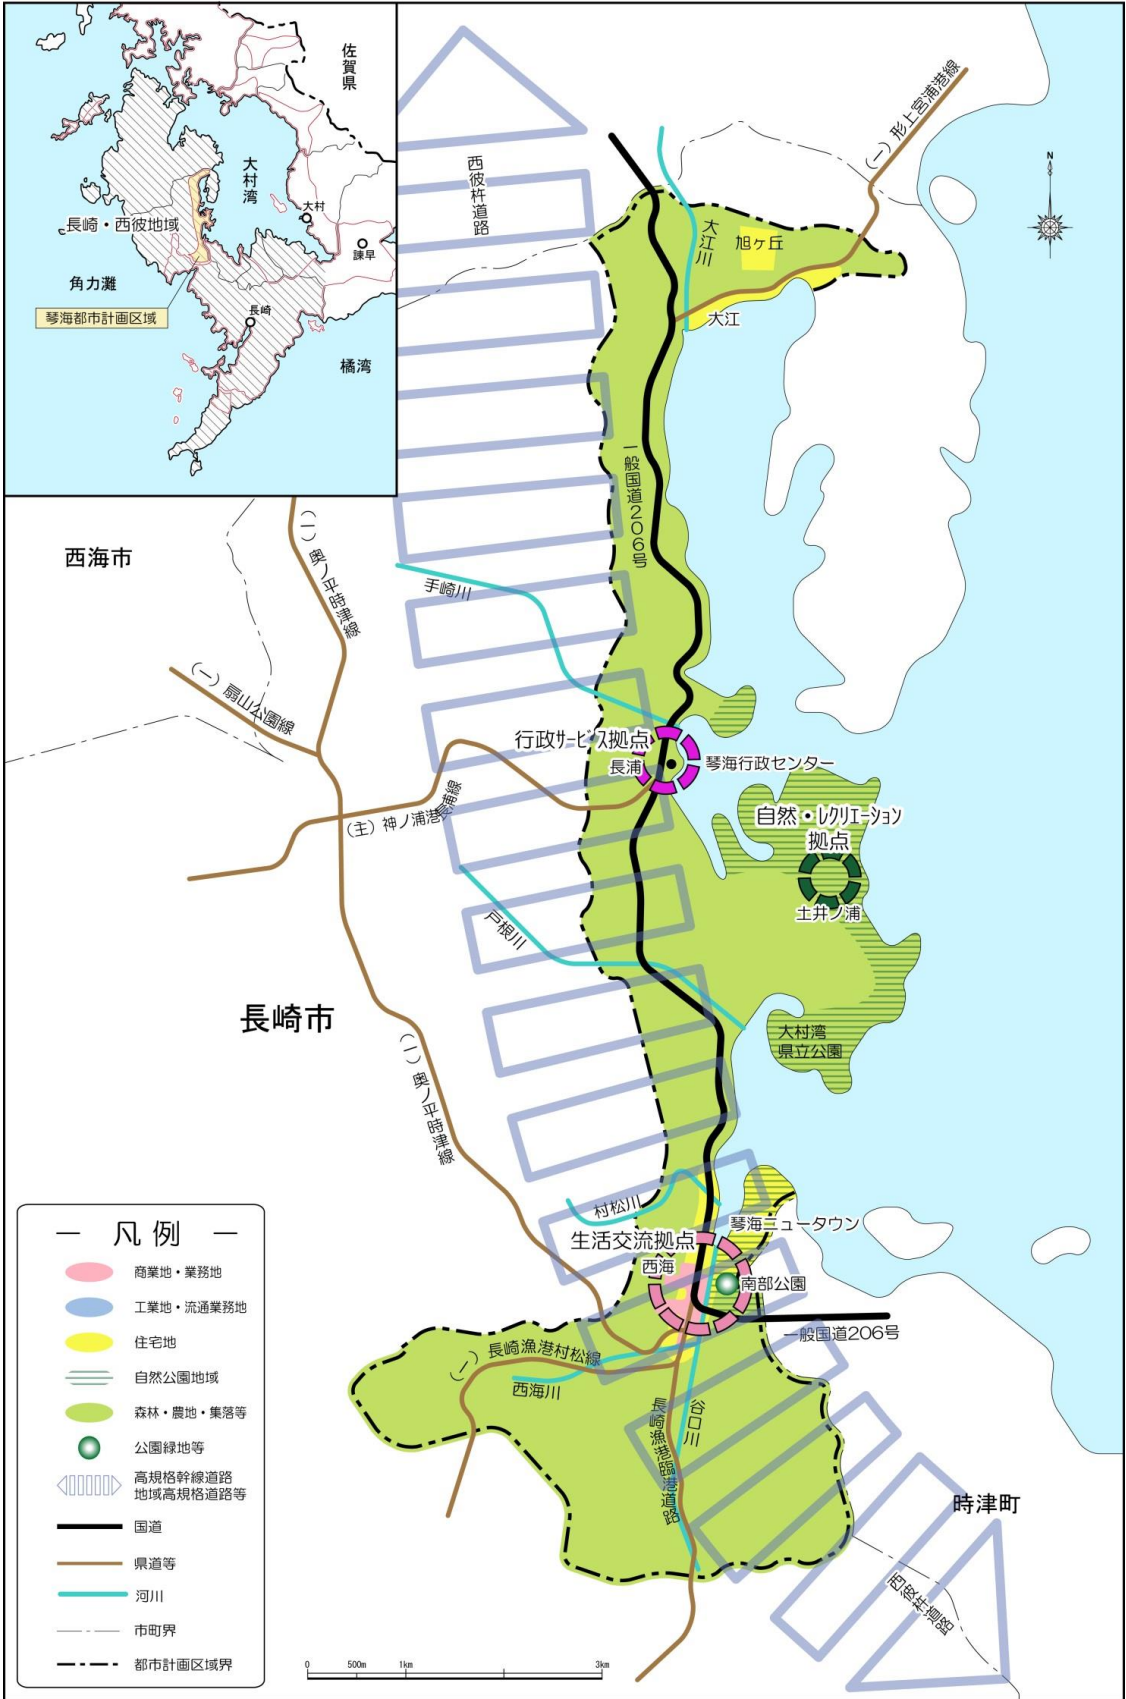 佐賀県
大村湾
大村
諫早
長崎・西彼地域
角力灘
琴海都市計画区域
長崎
橘湾
N
(一)形上宮浦港線
西彼杵道路
大江川
旭ヶ丘
大江
一般国道206号
西海市
(一)奥ノ平時津線
手崎川
(一)扇山公園線
行政サービス拠点
長浦
琴海行政センター
(主)神ノ浦港長浦線
自然・レクリエーション
拠点
土井ノ浦
戸根川
長崎市
大村湾
県立公園
(一)奥ノ平時津線
村松川
琴海ニュータウン
生活交流拠点
西海
南部公園
一般国道206号
(一)長崎漁港村松線
西海川
谷口川
長崎漁港臨港道路
時津町
西彼杵道路
凡例
商業地・業務地
工業地・流通業務地
住宅地
自然公園地域
森林・農地・集落等
公園緑地等
高規格幹線道路
地域高規格道路等
国道
県道等
河川
市町界
都市計画区域界
0 500m 1km 3km